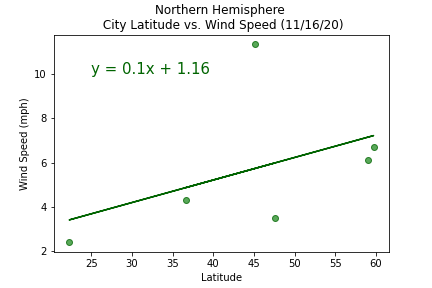 Northern Hemisphere
City Latitude vs. Wind Speed (11/16/20)
y = 0.1x + 1.16
Wind Speed (mph)
10
8
6
4
2
25 30 35 40 45 50 55 60
Latitude